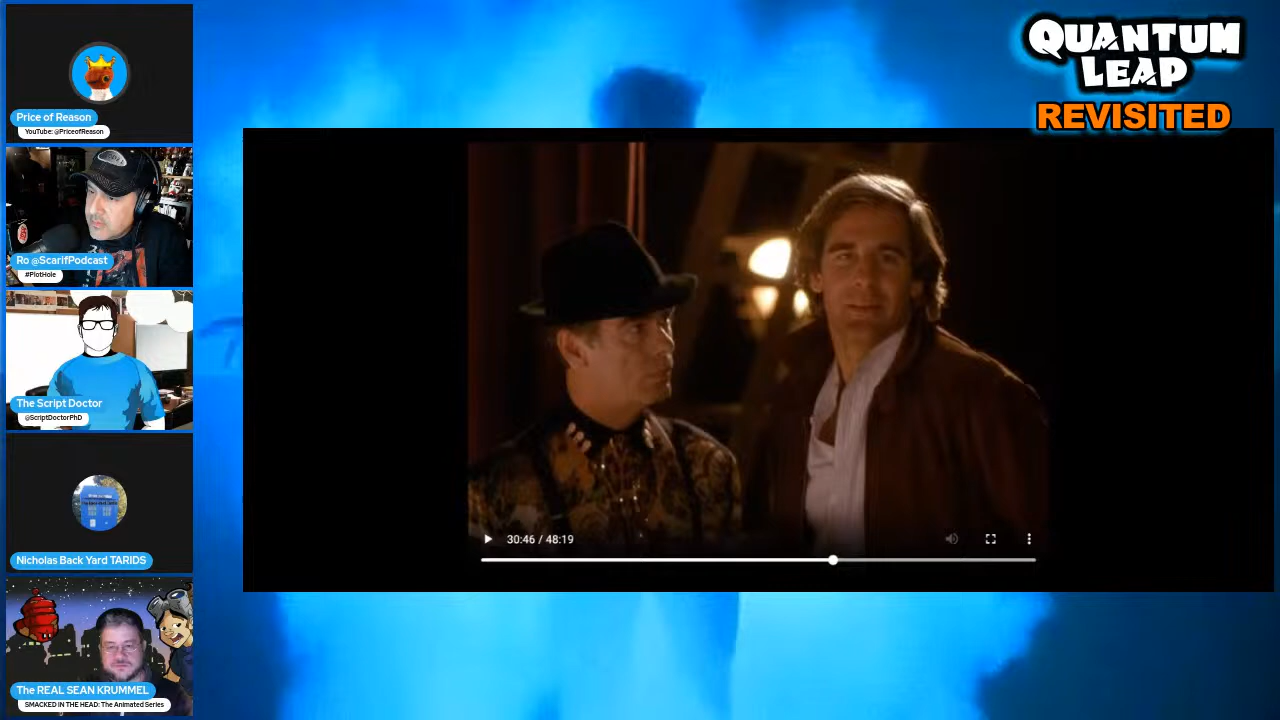 Price of Reason
YouTube: @PriceofReason
Ro @ScarifPodcast
#PlotHole
The Script Doctor
@ScriptDoctorPhD
Nicholas Back Yard TARIDS
The REAL SEAN KRUMMEL
SMACKED IN THE HEAD: The Animated Series
QUANTUM
LEAP
REVISITED
30:46 / 48:19